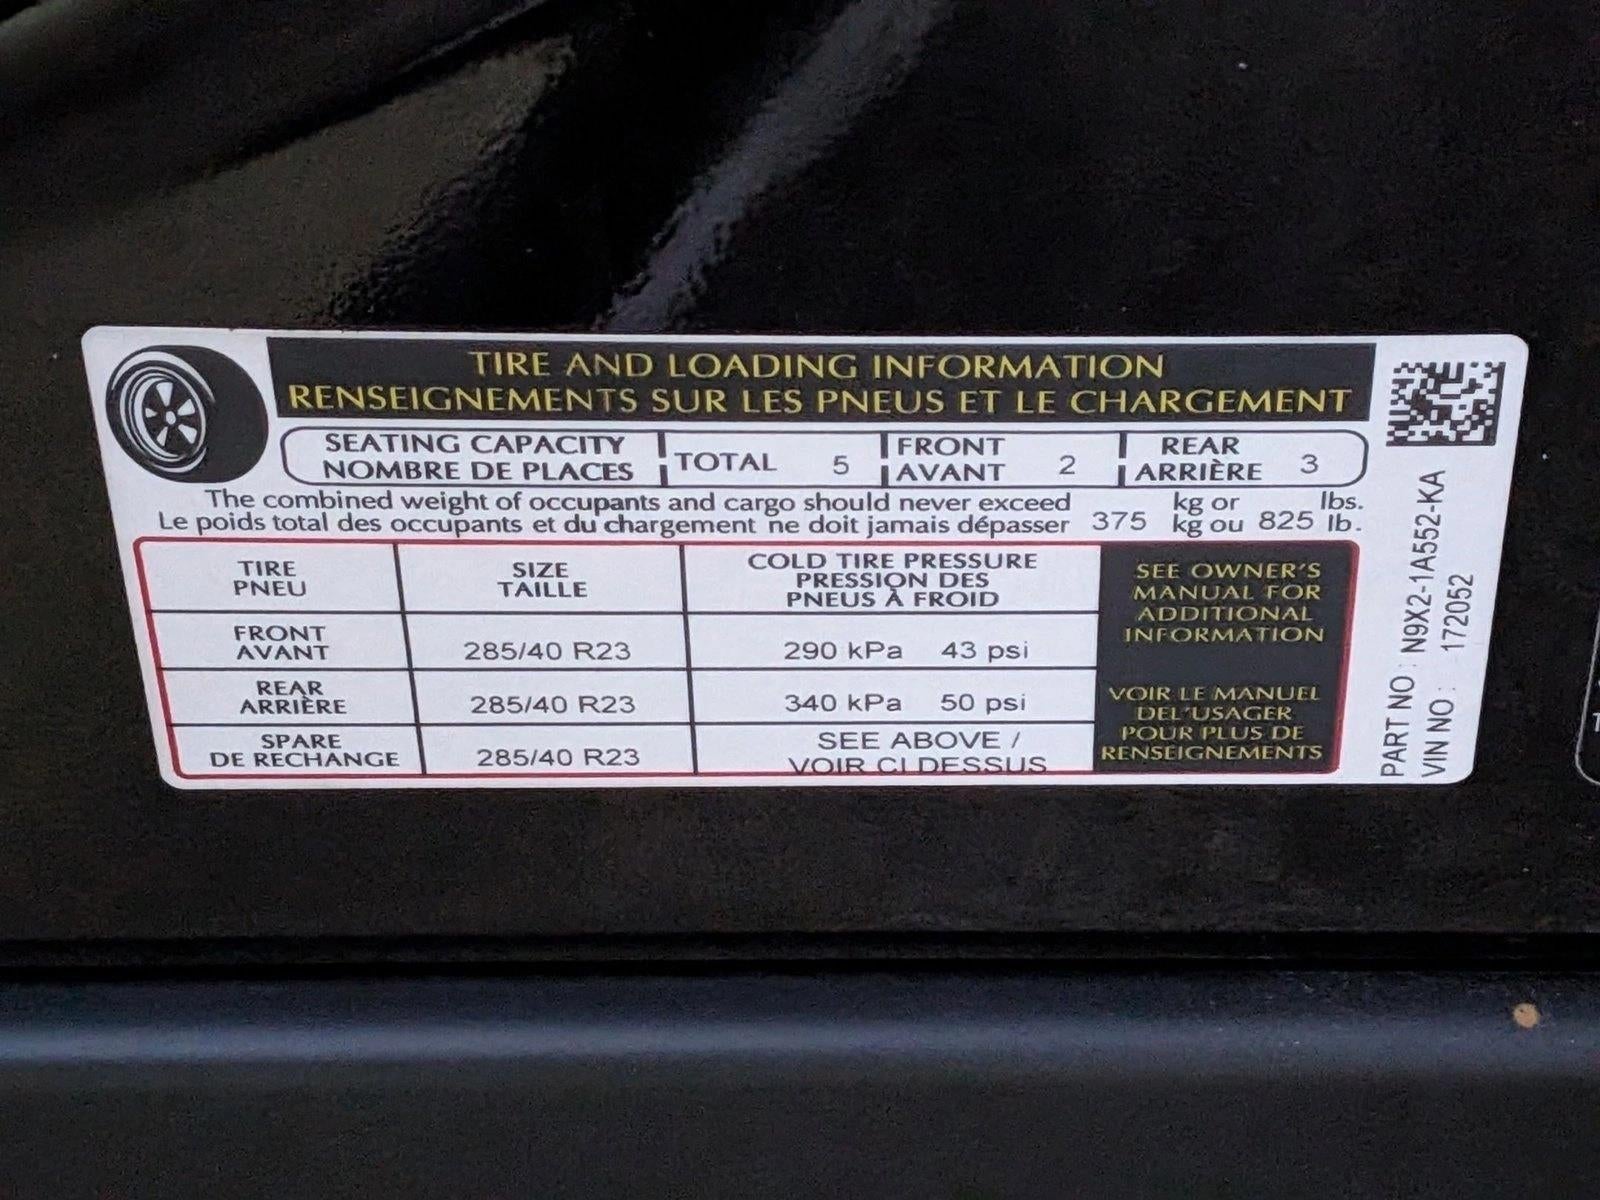 TIRE AND LOADING INFORMATION
RENSEIGNEMENTS SUR LES PNEUS ET LE CHARGEMENT
SEATING CAPACITY
NOMBRE DE PLACES
TOTAL 5
FRONT
AVANT 2
REAR
ARRIÈRE 3
The combined weight of occupants and cargo should never exceed kg or lbs.
Le poids total des occupants et du chargement ne doit jamais dépasser 375 kg ou 825 lb.
TIRE
PNEU
SIZE
TAILLE
COLD TIRE PRESSURE
PRESSION DES
PNEUS À FROID
FRONT
AVANT
285/40 R23
290 kPa 43 psi
REAR
ARRIÈRE
285/40 R23
340 kPa 50 psi
SPARE
DE RECHANGE
285/40 R23
SEE ABOVE /
VOIR CI DESSUS
SEE OWNER'S
MANUAL FOR
ADDITIONAL
INFORMATION
VOIR LE MANUEL
DEL'USAGER
POUR PLUS DE
RENSEIGNEMENTS
PART NO : N9X2-1A552-KA
VIN NO : 172052